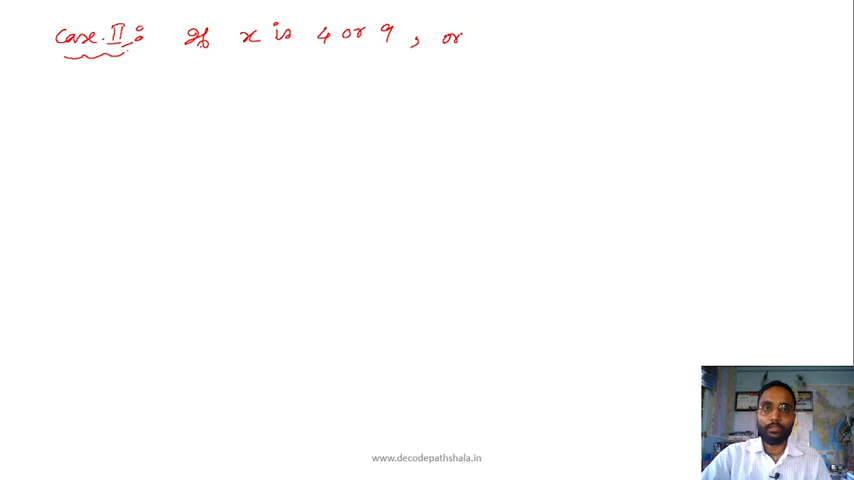 Case. II : If x is 4 or 9 , or
www.decodepathshala.in